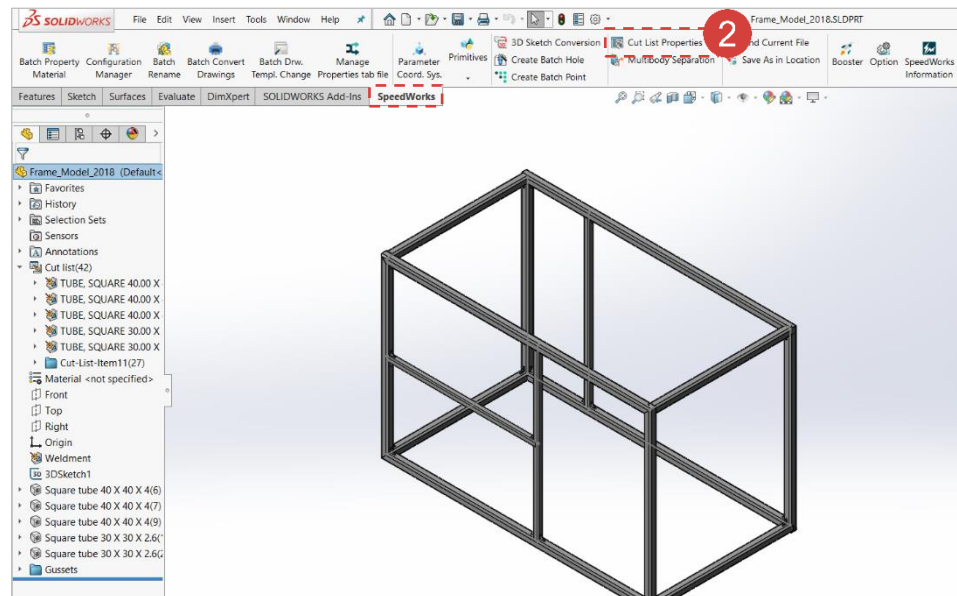 SOLIDWORKS File Edit View Insert Tools Window Help Frame_Model_2018.SLDPRT
2
Batch Property Material
Configuration Manager
Batch Rename
Batch Convert Drawings
Batch Drw. Templ. Change
Manage Properties tab file
Parameter Coord. Sys.
Primitives
3D Sketch Conversion
Create Batch Hole
Create Batch Point
Cut List Properties
Multibody Separation
Current File
Save As in Location
Booster
Option
SpeedWorks Information
Features Sketch Surfaces Evaluate DimXpert SOLIDWORKS Add-Ins SpeedWorks
Frame_Model_2018 (Default<
Favorites
History
Selection Sets
Sensors
Annotations
Cut list(42)
TUBE, SQUARE 40.00 X
TUBE, SQUARE 40.00 X
TUBE, SQUARE 40.00 X
TUBE, SQUARE 30.00 X
TUBE, SQUARE 30.00 X
Cut-List-Item11(27)
Material <not specified>
Front
Top
Right
Origin
Weldment
3D 3DSketch1
Square tube 40 X 40 X 4(6)
Square tube 40 X 40 X 4(7)
Square tube 40 X 40 X 4(9)
Square tube 30 X 30 X 2.6(
Square tube 30 X 30 X 2.6(
Gussets